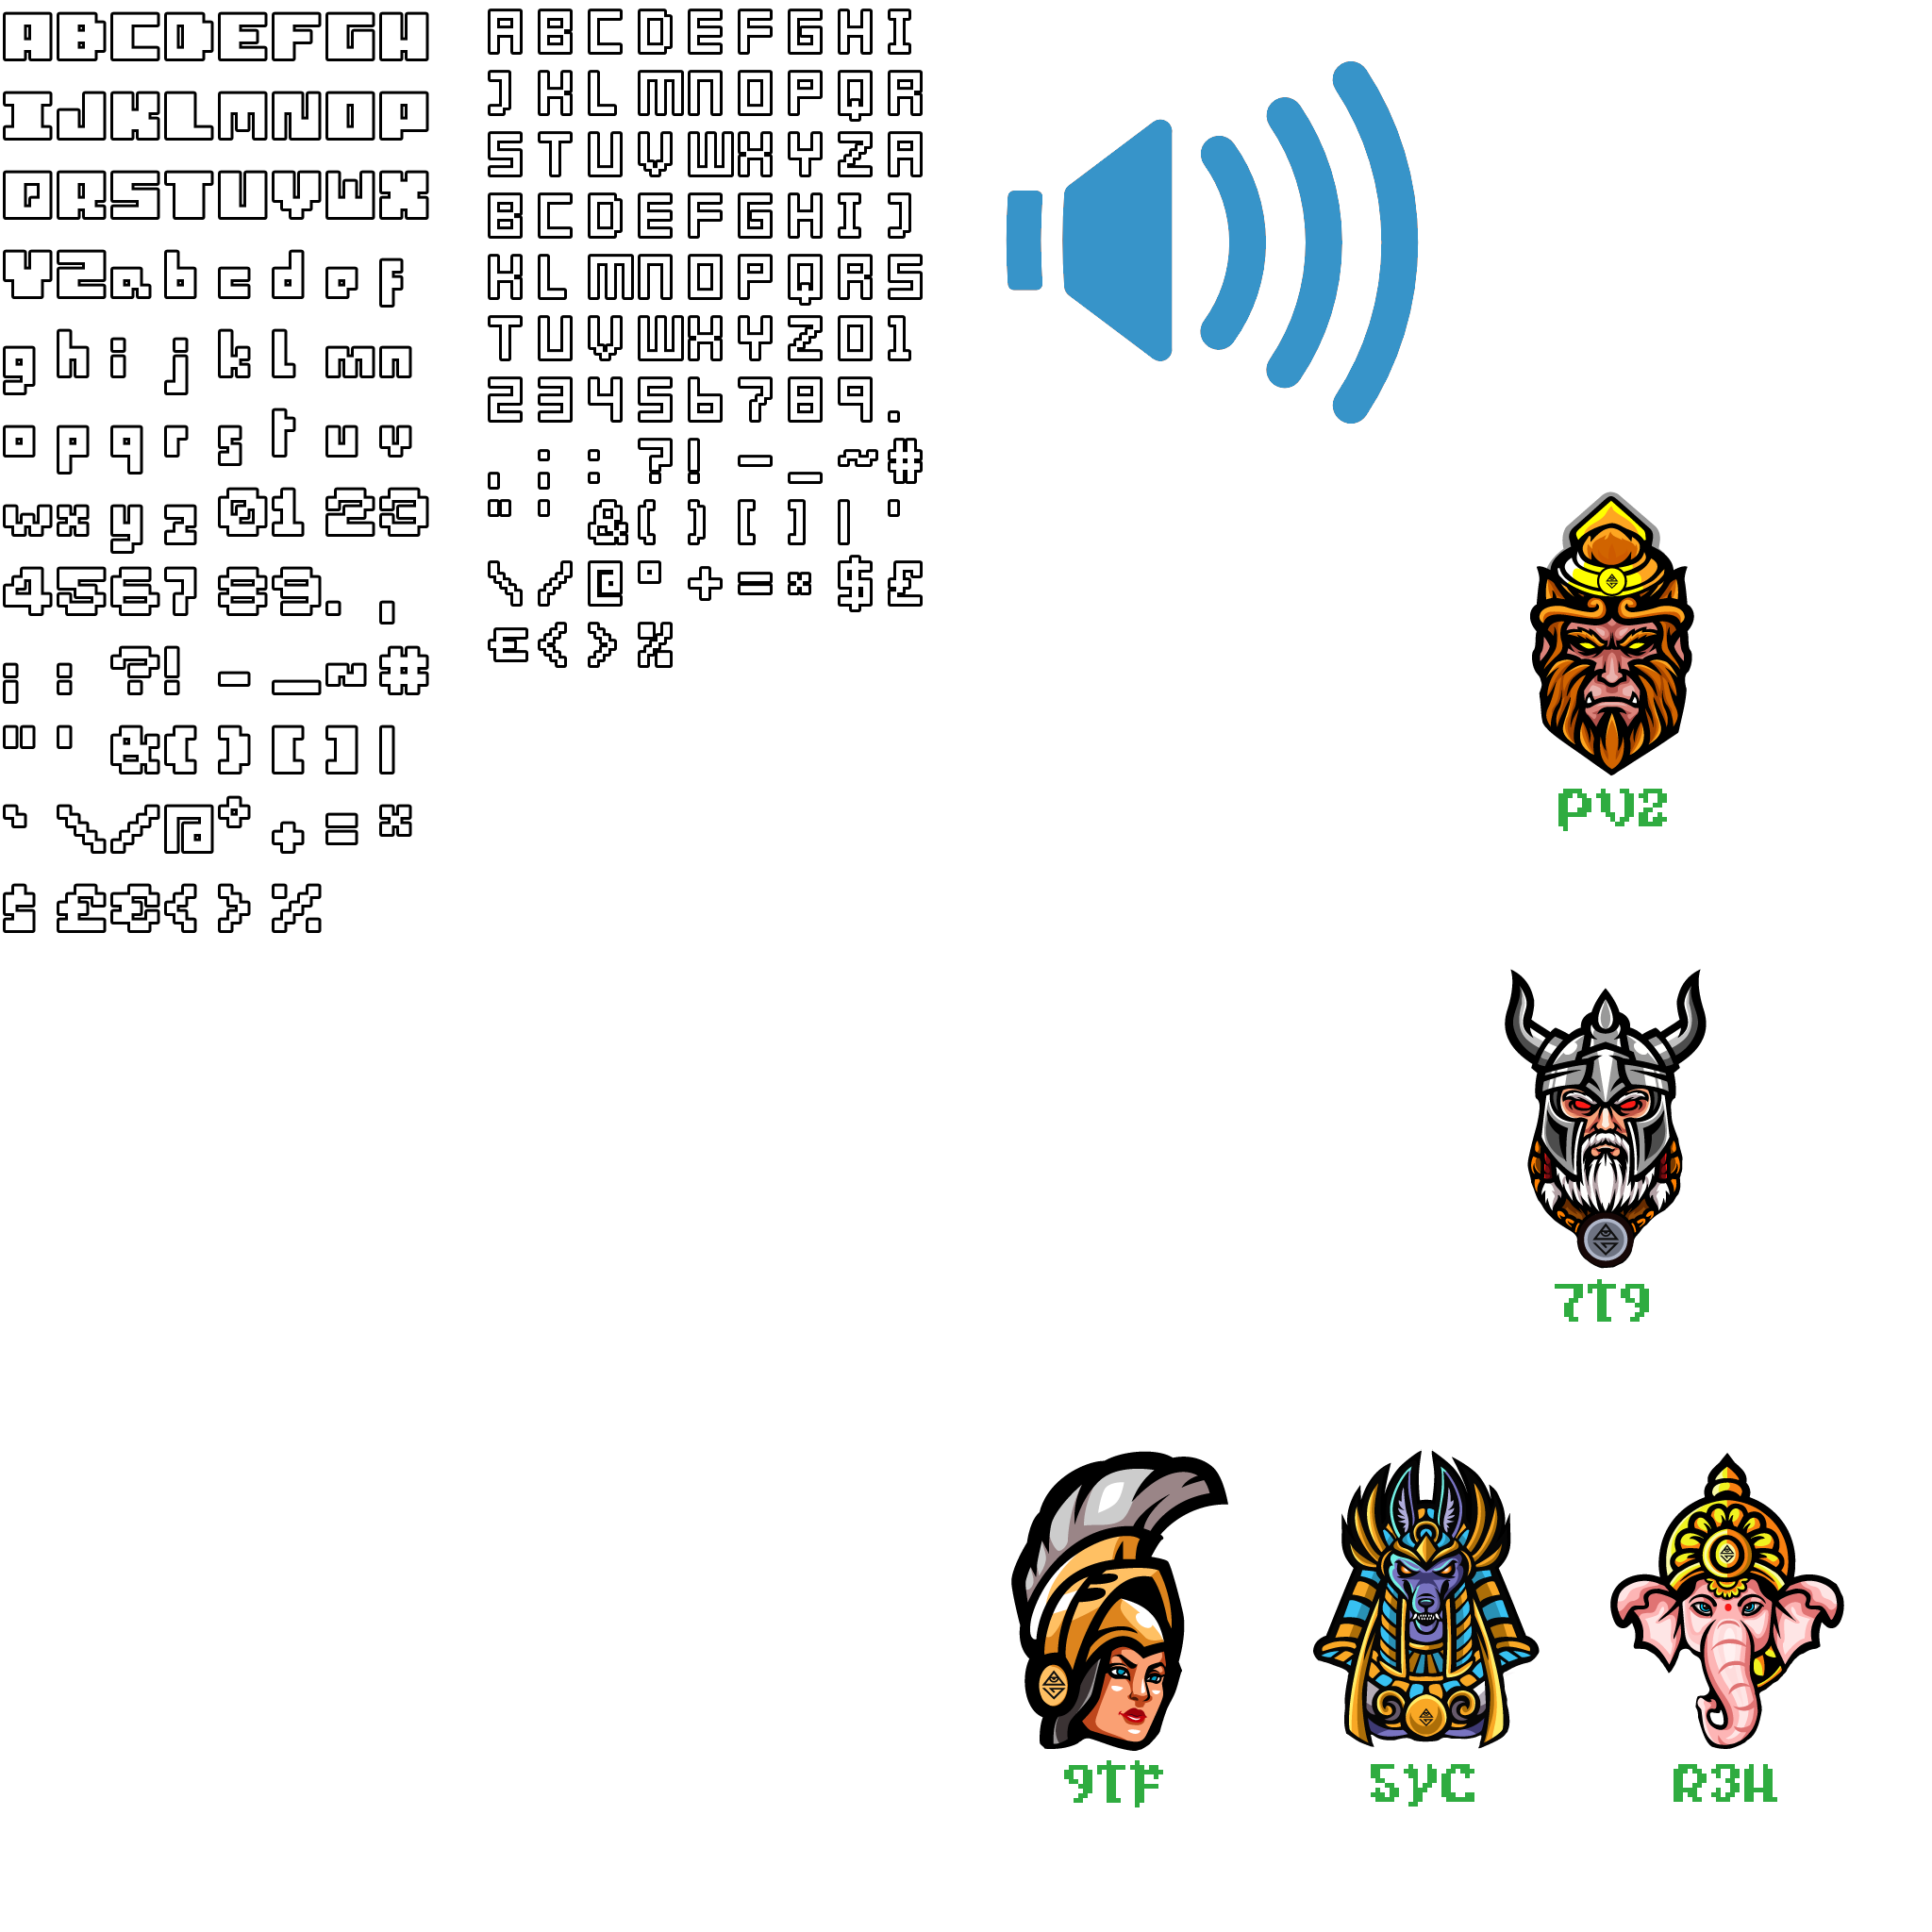 ABCDEFGH
IJKLMNOP
QRSTUVWX
YZabcdef
ghijklmn
opqrstuv
wxyz0123
456789.,
;:?!-_~#
"'&()[]|
`\/@°+=*
$£€<>%
ABCDEFGHI
JKLMNOPQR
STUVWXYZA
BCDEFGHIJ
KLMNOPQRS
TUVWXYZ01
23456789.
,;:?!-_~#
"'&()[]|`
\/@°+=*$£
€<>%
PV2
7T9
9TF
SYC
R3H